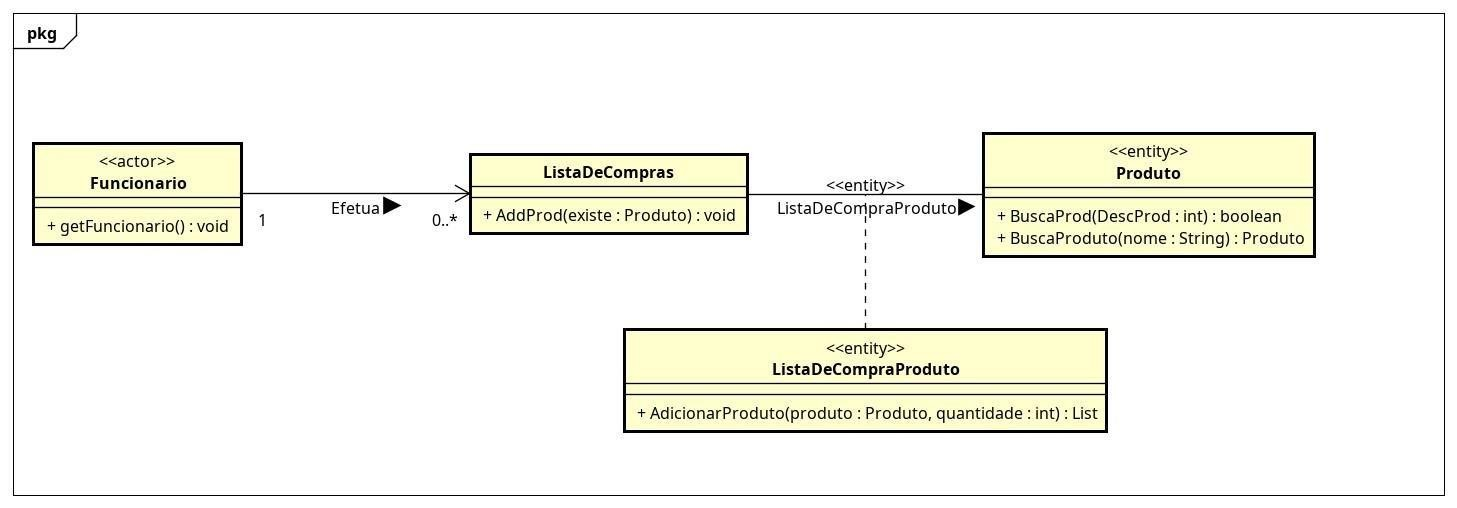 pkg
<<actor>>
Funcionario
+ getFuncionario() : void
1
Efetua
0..*
ListaDeCompras
+ AddProd(existe : Produto) : void
<<entity>>
ListaDeCompraProduto
<<entity>>
Produto
+ BuscaProd(DescProd : int) : boolean
+ BuscaProduto(nome : String) : Produto
<<entity>>
ListaDeCompraProduto
+ AdicionarProduto(produto : Produto, quantidade : int) : List